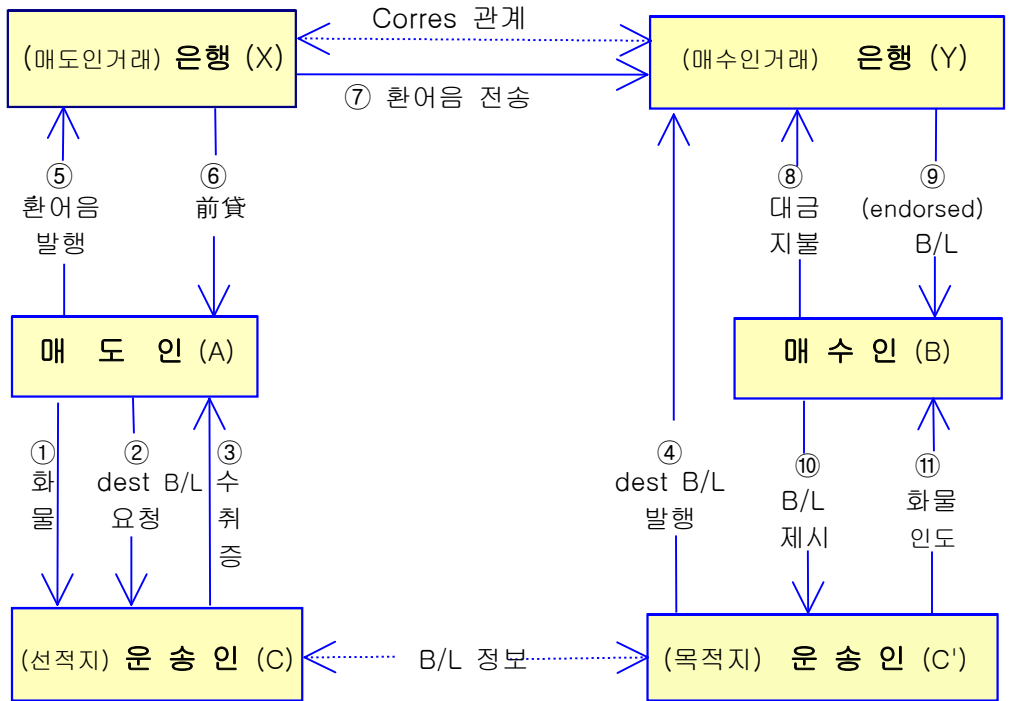 Corres 관계
(매도인거래) 은행 (X)
(매수인거래) 은행 (Y)
⑦ 환어음 전송
⑤
환어음
발행
⑥
前貸
⑧
대금
지불
⑨
(endorsed)
B/L
매 도 인 (A)
매 수 인 (B)
①
화
물
②
dest B/L
요청
③
수
취
증
④
dest B/L
발행
⑩
B/L
제시
⑪
화물
인도
(선적지) 운 송 인 (C)
B/L 정보
(목적지) 운 송 인 (C')